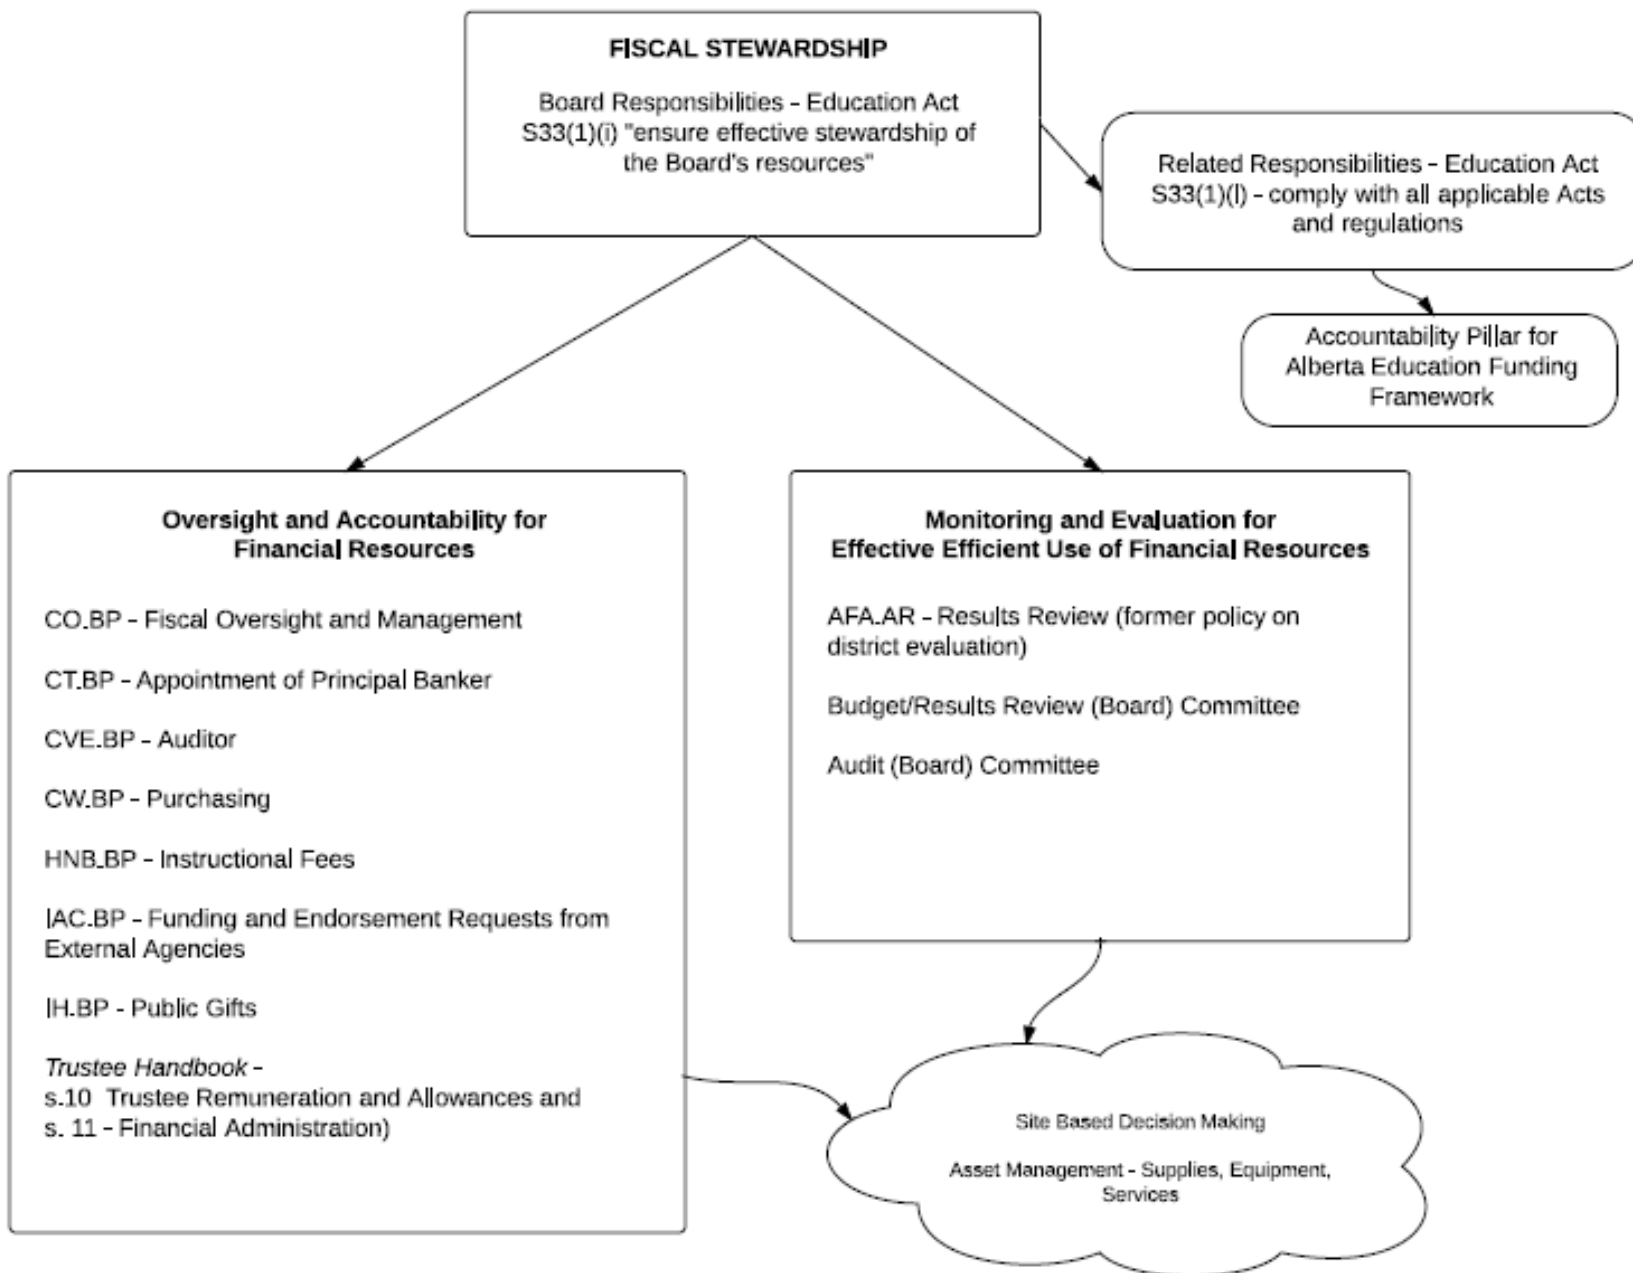 FISCAL STEWARDSHIP
Board Responsibilities - Education Act
S33(1)(i) "ensure effective stewardship of
the Board's resources"
Related Responsibilities - Education Act
S33(1)(l) - comply with all applicable Acts
and regulations
Accountability Pillar for
Alberta Education Funding
Framework
Oversight and Accountability for
Financial Resources
CO.BP - Fiscal Oversight and Management
CT.BP - Appointment of Principal Banker
CVE.BP - Auditor
CW.BP - Purchasing
HNB.BP - Instructional Fees
IAC.BP - Funding and Endorsement Requests from
External Agencies
IH.BP - Public Gifts
Trustee Handbook -
s.10 Trustee Remuneration and Allowances and
s. 11 - Financial Administration)
Monitoring and Evaluation for
Effective Efficient Use of Financial Resources
AFA.AR - Results Review (former policy on
district evaluation)
Budget/Results Review (Board) Committee
Audit (Board) Committee
Site Based Decision Making
Asset Management - Supplies, Equipment,
Services